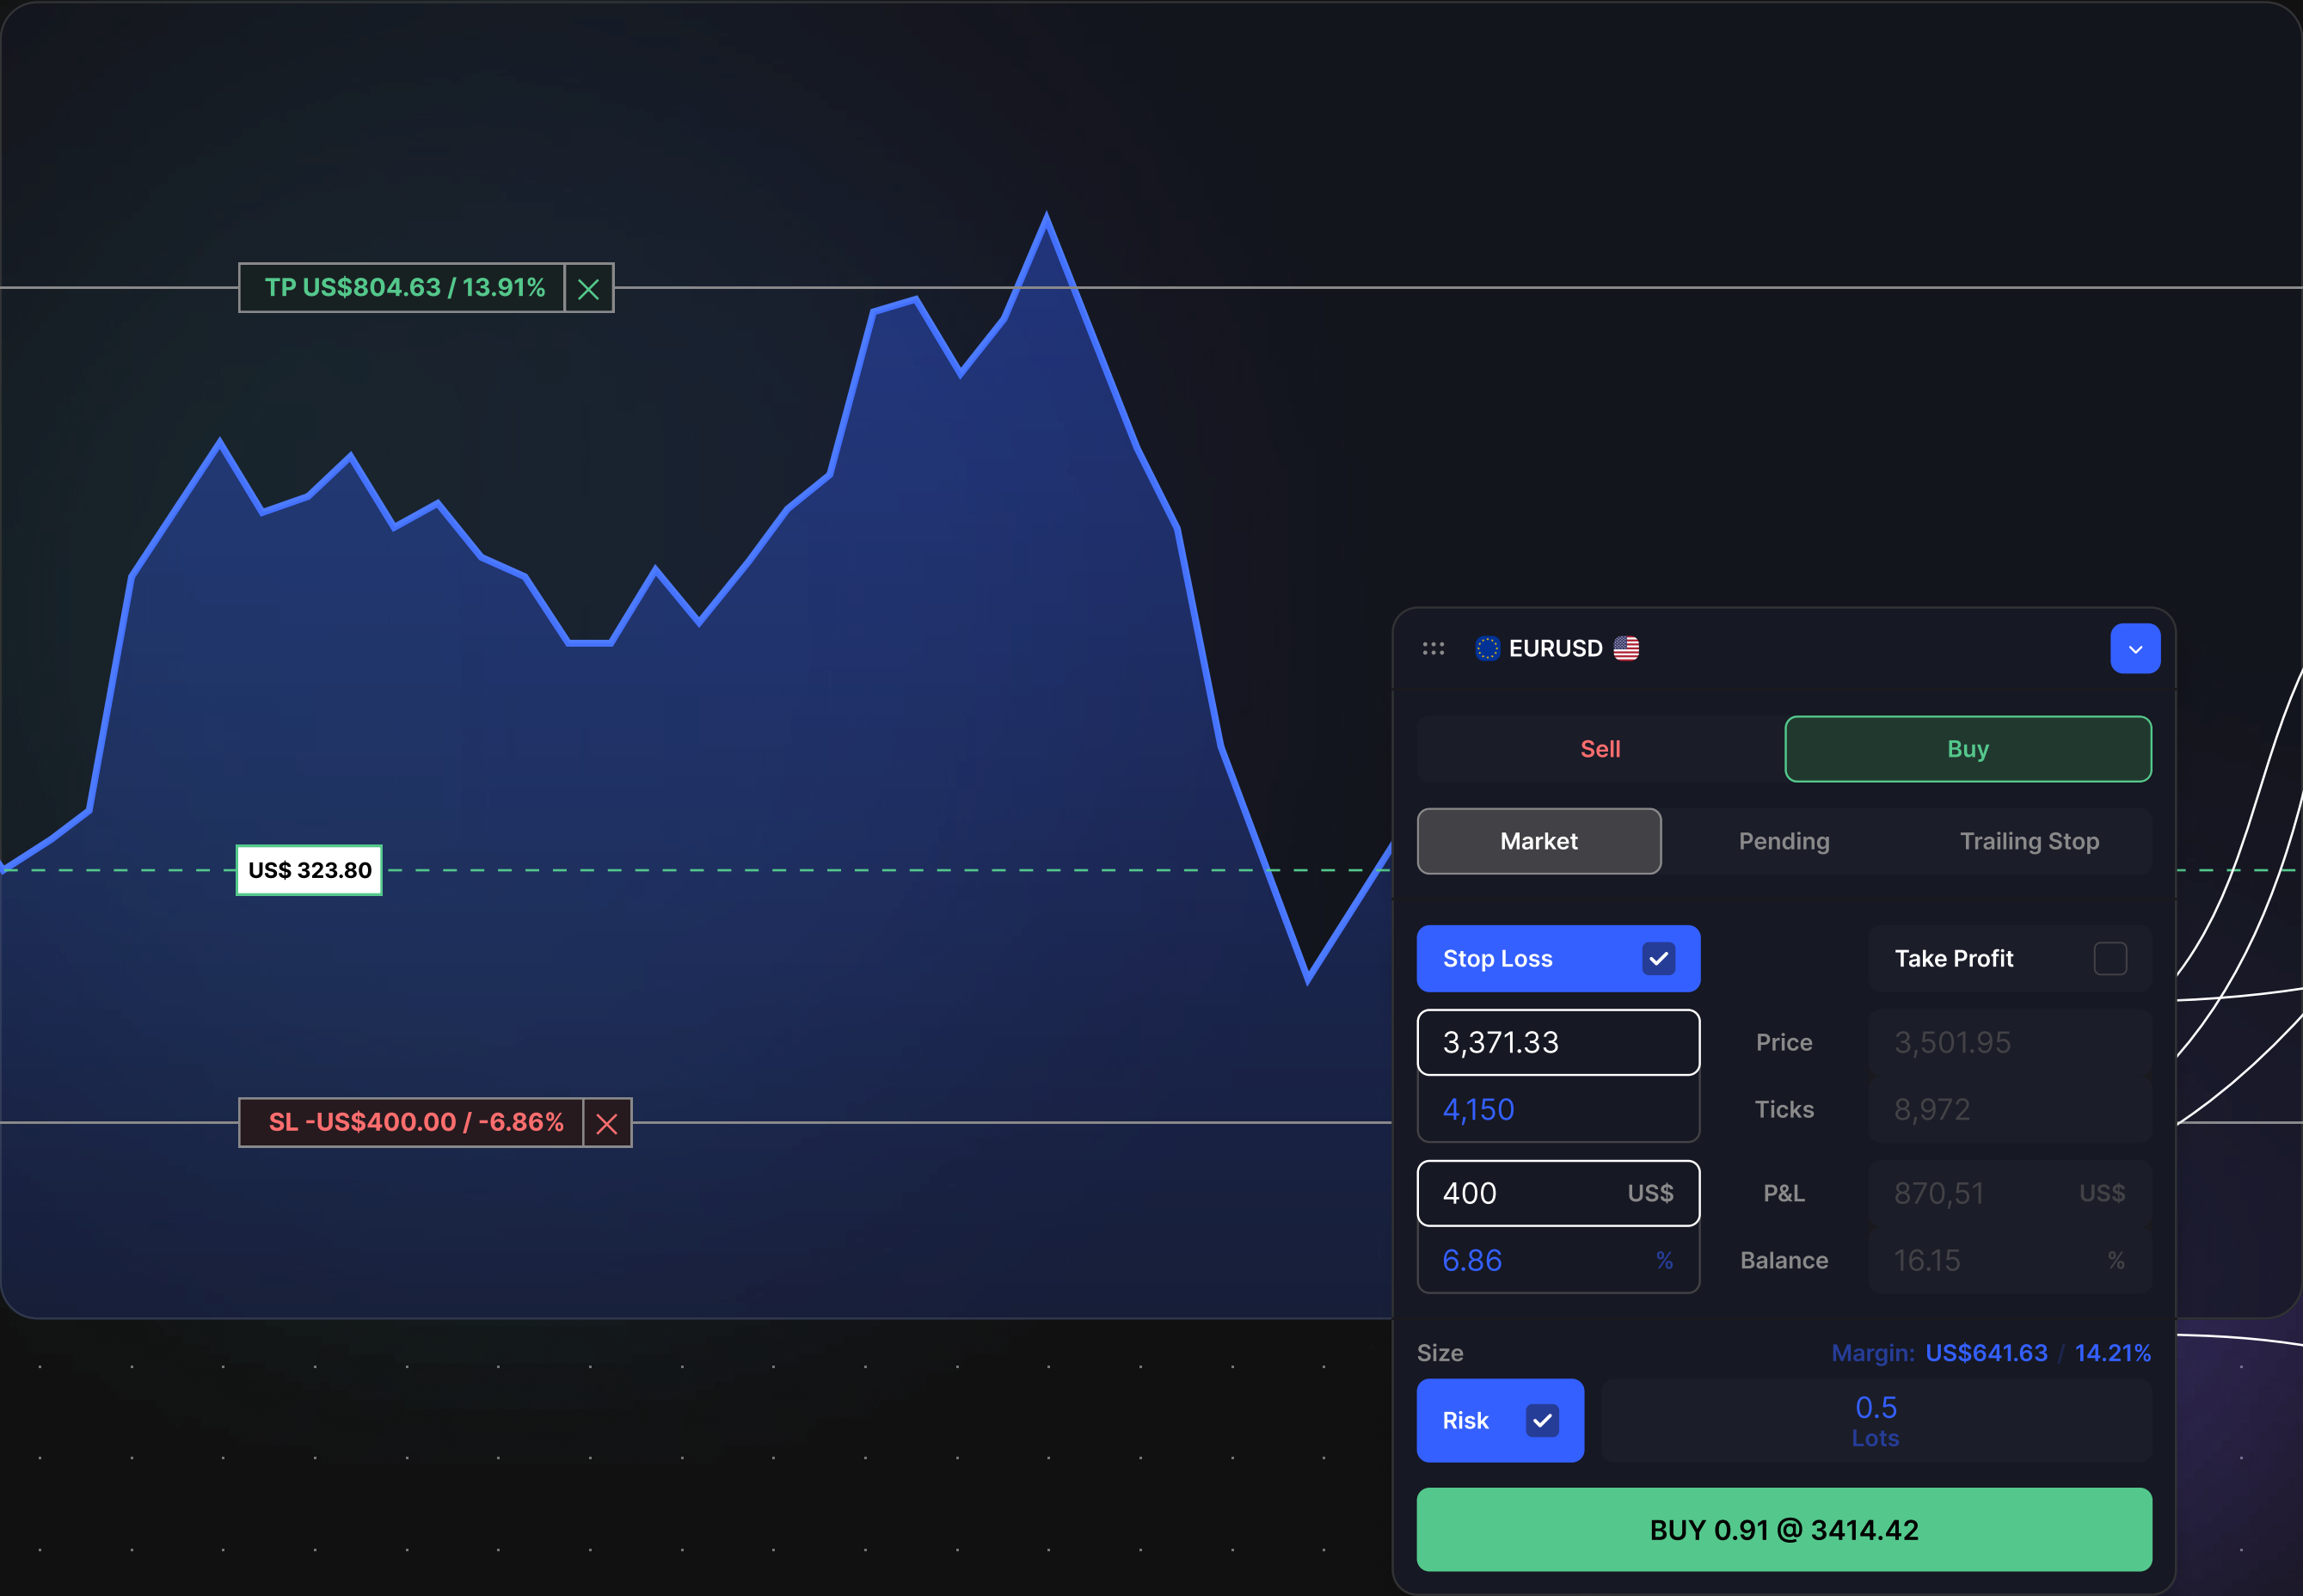 TP US$804.63 / 13.91%
US$ 323.80
SL -US$400.00 / -6.86%
EURUSD
Sell Buy
Market Pending Trailing Stop
Stop Loss Take Profit
3,371.33 Price 3,501.95
4,150 Ticks 8,972
400 US$ P&L 870,51 US$
6.86 % Balance 16.15 %
Size Margin: US$641.63 / 14.21%
Risk 0.5
Lots
BUY 0.91 @ 3414.42